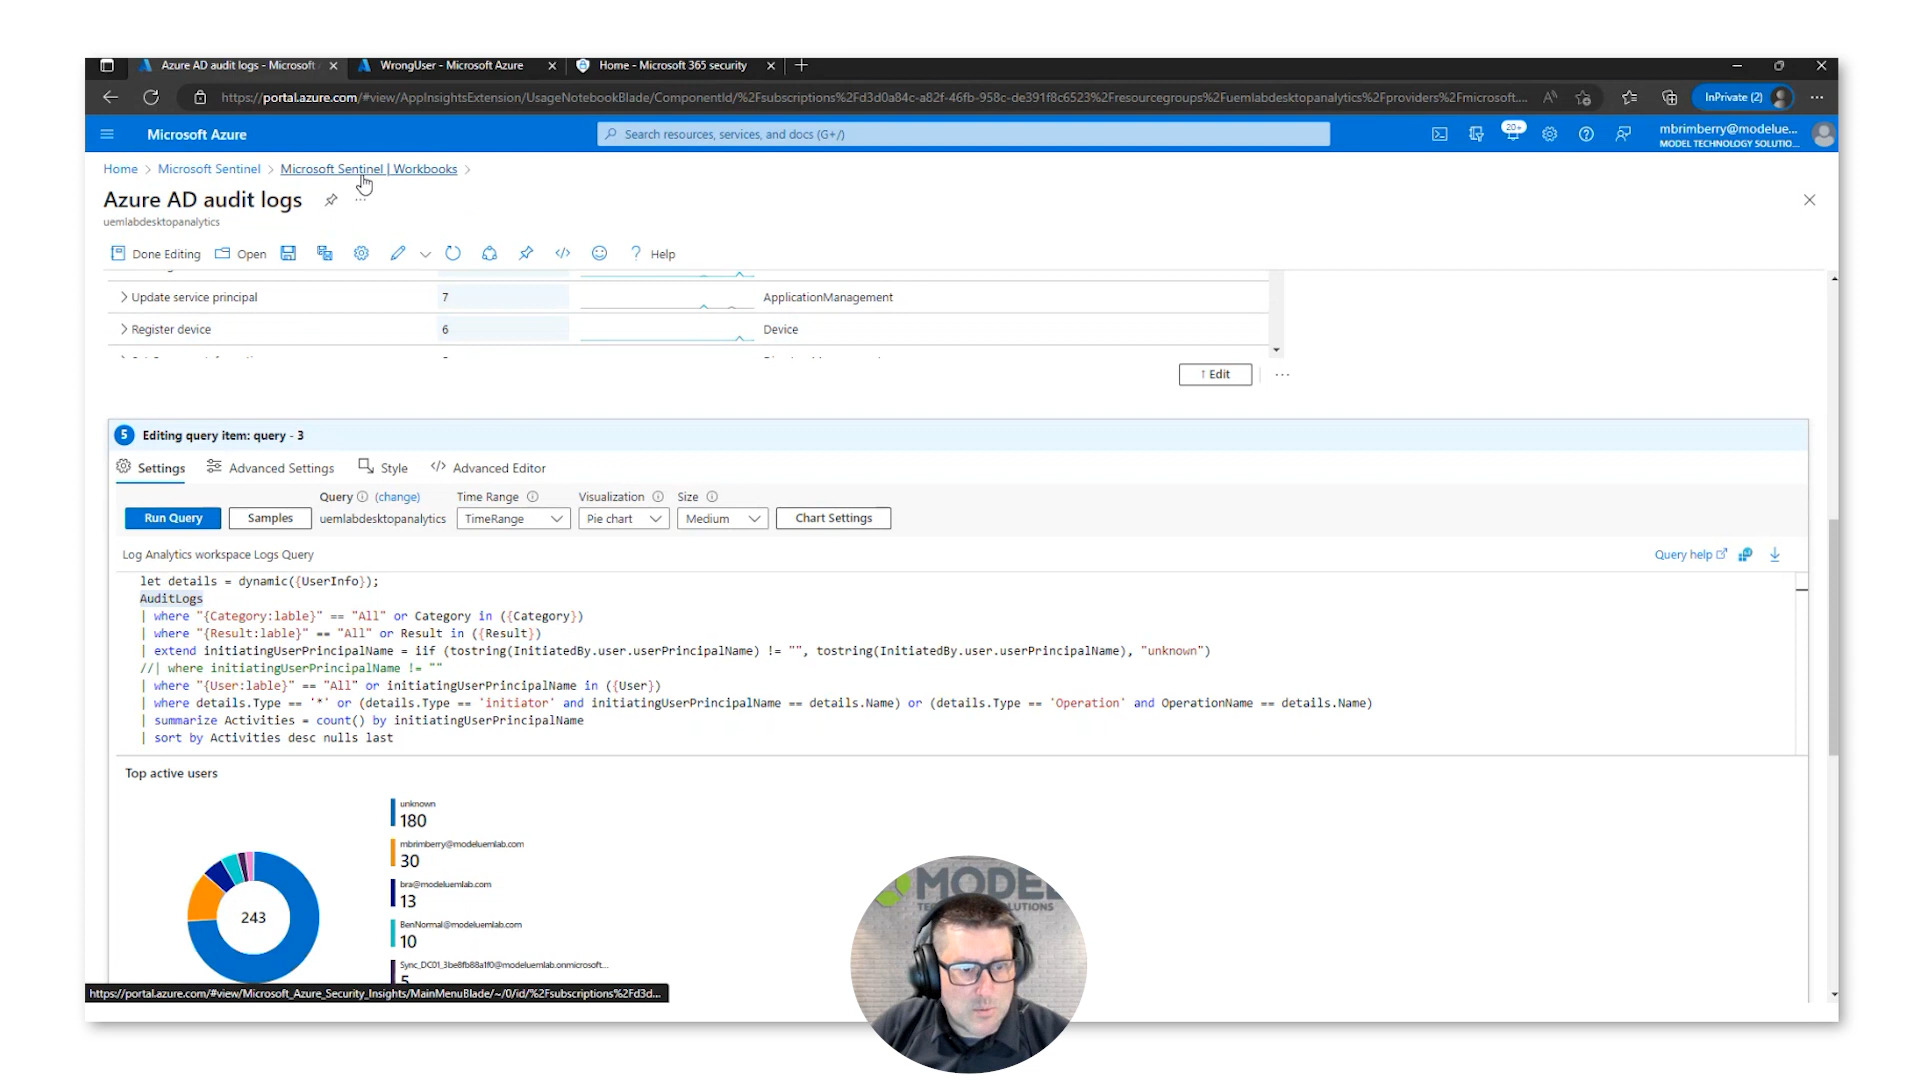 Azure AD audit logs - Microsoft
WrongUser - Microsoft Azure
Home - Microsoft 365 security
https://portal.azure.com/#view/AppInsightsExtension/UsageNotebookBlade/ComponentId/%2Fsubscriptions%2Fd3d0a84c-a82f-46fb-958c-de391f8c6523%2Fresourcegroups%2Fuemlabdesktopanalytics%2Fproviders%2Fmicrosoft....
InPrivate (2)
Microsoft Azure
Search resources, services, and docs (G+/)
20+
mbrimberry@modelue...
MODEL TECHNOLOGY SOLUTIO...
Home > Microsoft Sentinel > Microsoft Sentinel | Workbooks >
Azure AD audit logs
uemlabdesktopanalytics
Done Editing Open ? Help
Update service principal 7 ApplicationManagement
Register device 6 Device
↑ Edit
5 Editing query item: query - 3
Settings Advanced Settings Style Advanced Editor
Query (change) Time Range Visualization Size
Run Query Samples uemlabdesktopanalytics TimeRange Pie chart Medium Chart Settings
Log Analytics workspace Logs Query Query help
let details = dynamic({UserInfo});
AuditLogs
| where "{Category:lable}" == "All" or Category in ({Category})
| where "{Result:lable}" == "All" or Result in ({Result})
| extend initiatingUserPrincipalName = iif (tostring(InitiatedBy.user.userPrincipalName) != "", tostring(InitiatedBy.user.userPrincipalName), "unknown")
//| where initiatingUserPrincipalName != ""
| where "{User:lable}" == "All" or initiatingUserPrincipalName in ({User})
| where details.Type == '*' or (details.Type == 'initiator' and initiatingUserPrincipalName == details.Name) or (details.Type == 'Operation' and OperationName == details.Name)
| summarize Activities = count() by initiatingUserPrincipalName
| sort by Activities desc nulls last
Top active users
243
unknown
180
mbrimberry@modeluemlab.com
30
bra@modeluemlab.com
13
BenNormal@modeluemlab.com
10
Sync_DC01_3be8fb88a1f0@modeluemlab.onmicrosoft...
5
https://portal.azure.com/#view/Microsoft_Azure_Security_Insights/MainMenuBlade/~/0/id/%2Fsubscriptions%2Fd3d...
MODEL